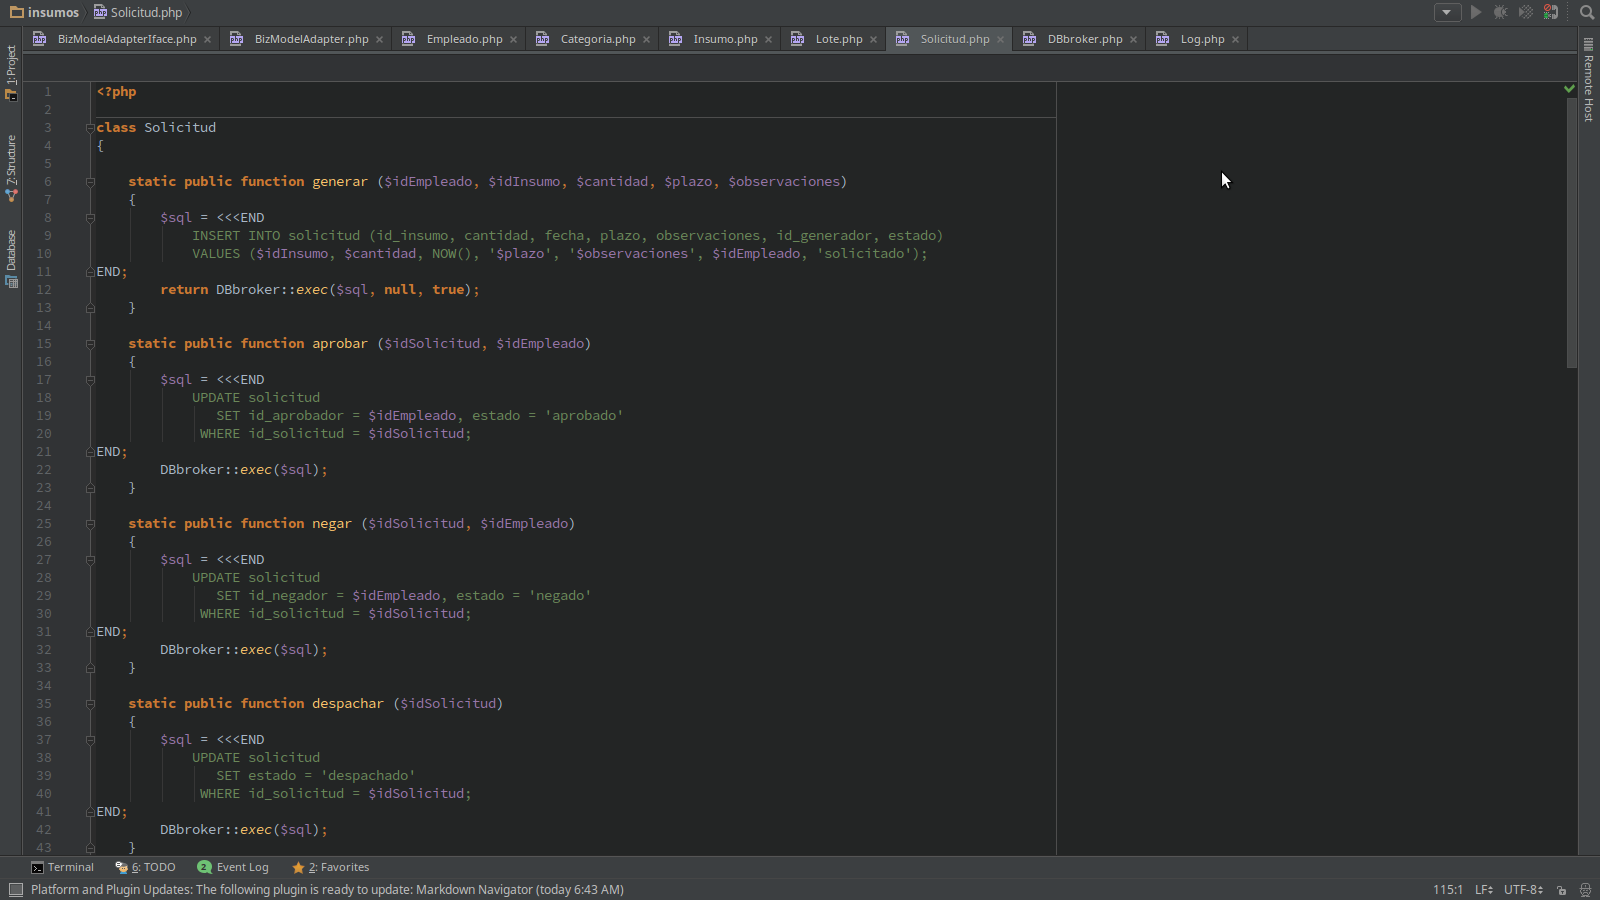 insumos Solicitud.php
BizModelAdapterIface.php BizModelAdapter.php Empleado.php Categoria.php Insumo.php Lote.php Solicitud.php DBbroker.php Log.php
1: Project
7: Structure
Database
Remote Host
1 <?php
2
3 class Solicitud
4 {
5
6 static public function generar ($idEmpleado, $idInsumo, $cantidad, $plazo, $observaciones)
7 {
8 $sql = <<<END
9 INSERT INTO solicitud (id_insumo, cantidad, fecha, plazo, observaciones, id_generador, estado)
10 VALUES ($idInsumo, $cantidad, NOW(), '$plazo', '$observaciones', $idEmpleado, 'solicitado');
11 END;
12 return DBbroker::exec($sql, null, true);
13 }
14
15 static public function aprobar ($idSolicitud, $idEmpleado)
16 {
17 $sql = <<<END
18 UPDATE solicitud
19 SET id_aprobador = $idEmpleado, estado = 'aprobado'
20 WHERE id_solicitud = $idSolicitud;
21 END;
22 DBbroker::exec($sql);
23 }
24
25 static public function negar ($idSolicitud, $idEmpleado)
26 {
27 $sql = <<<END
28 UPDATE solicitud
29 SET id_negador = $idEmpleado, estado = 'negado'
30 WHERE id_solicitud = $idSolicitud;
31 END;
32 DBbroker::exec($sql);
33 }
34
35 static public function despachar ($idSolicitud)
36 {
37 $sql = <<<END
38 UPDATE solicitud
39 SET estado = 'despachado'
40 WHERE id_solicitud = $idSolicitud;
41 END;
42 DBbroker::exec($sql);
43 }
Terminal 6: TODO 2 Event Log 2: Favorites
Platform and Plugin Updates: The following plugin is ready to update: Markdown Navigator (today 6:43 AM) 115:1 LF UTF-8